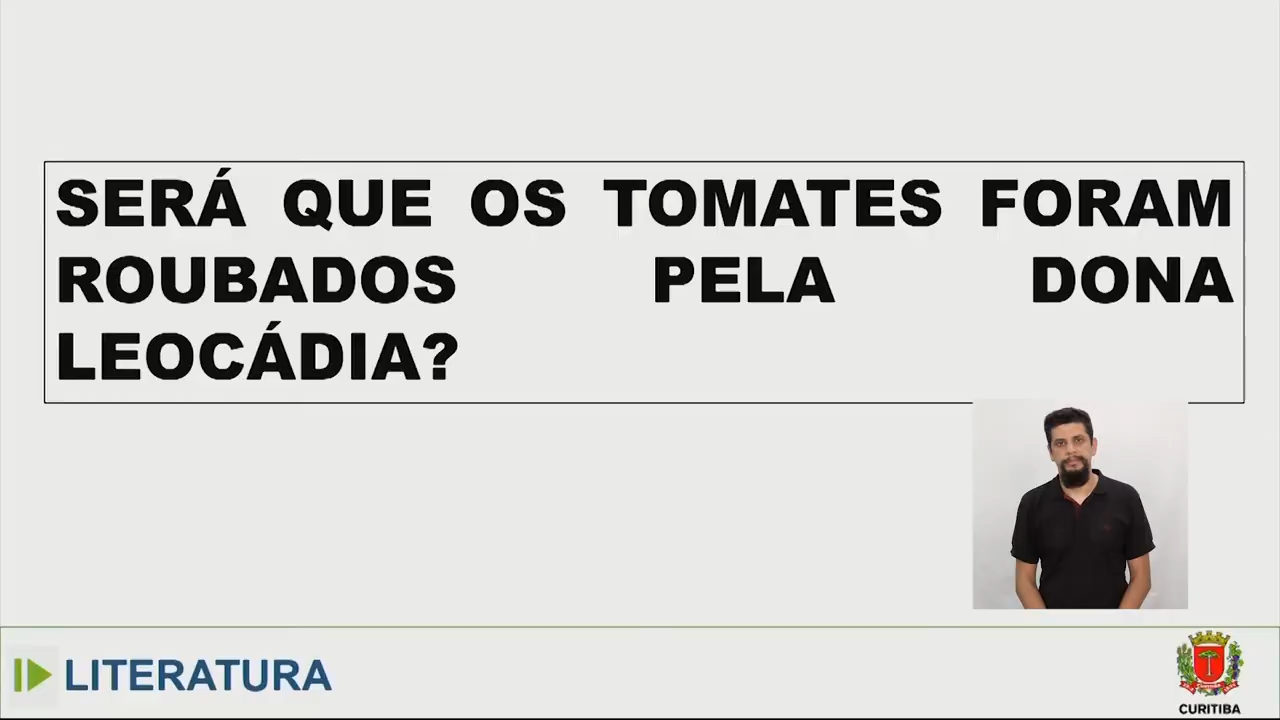 SERÁ QUE OS TOMATES FORAM
ROUBADOS PELA DONA
LEOCÁDIA?
LITERATURA
CURITIBA